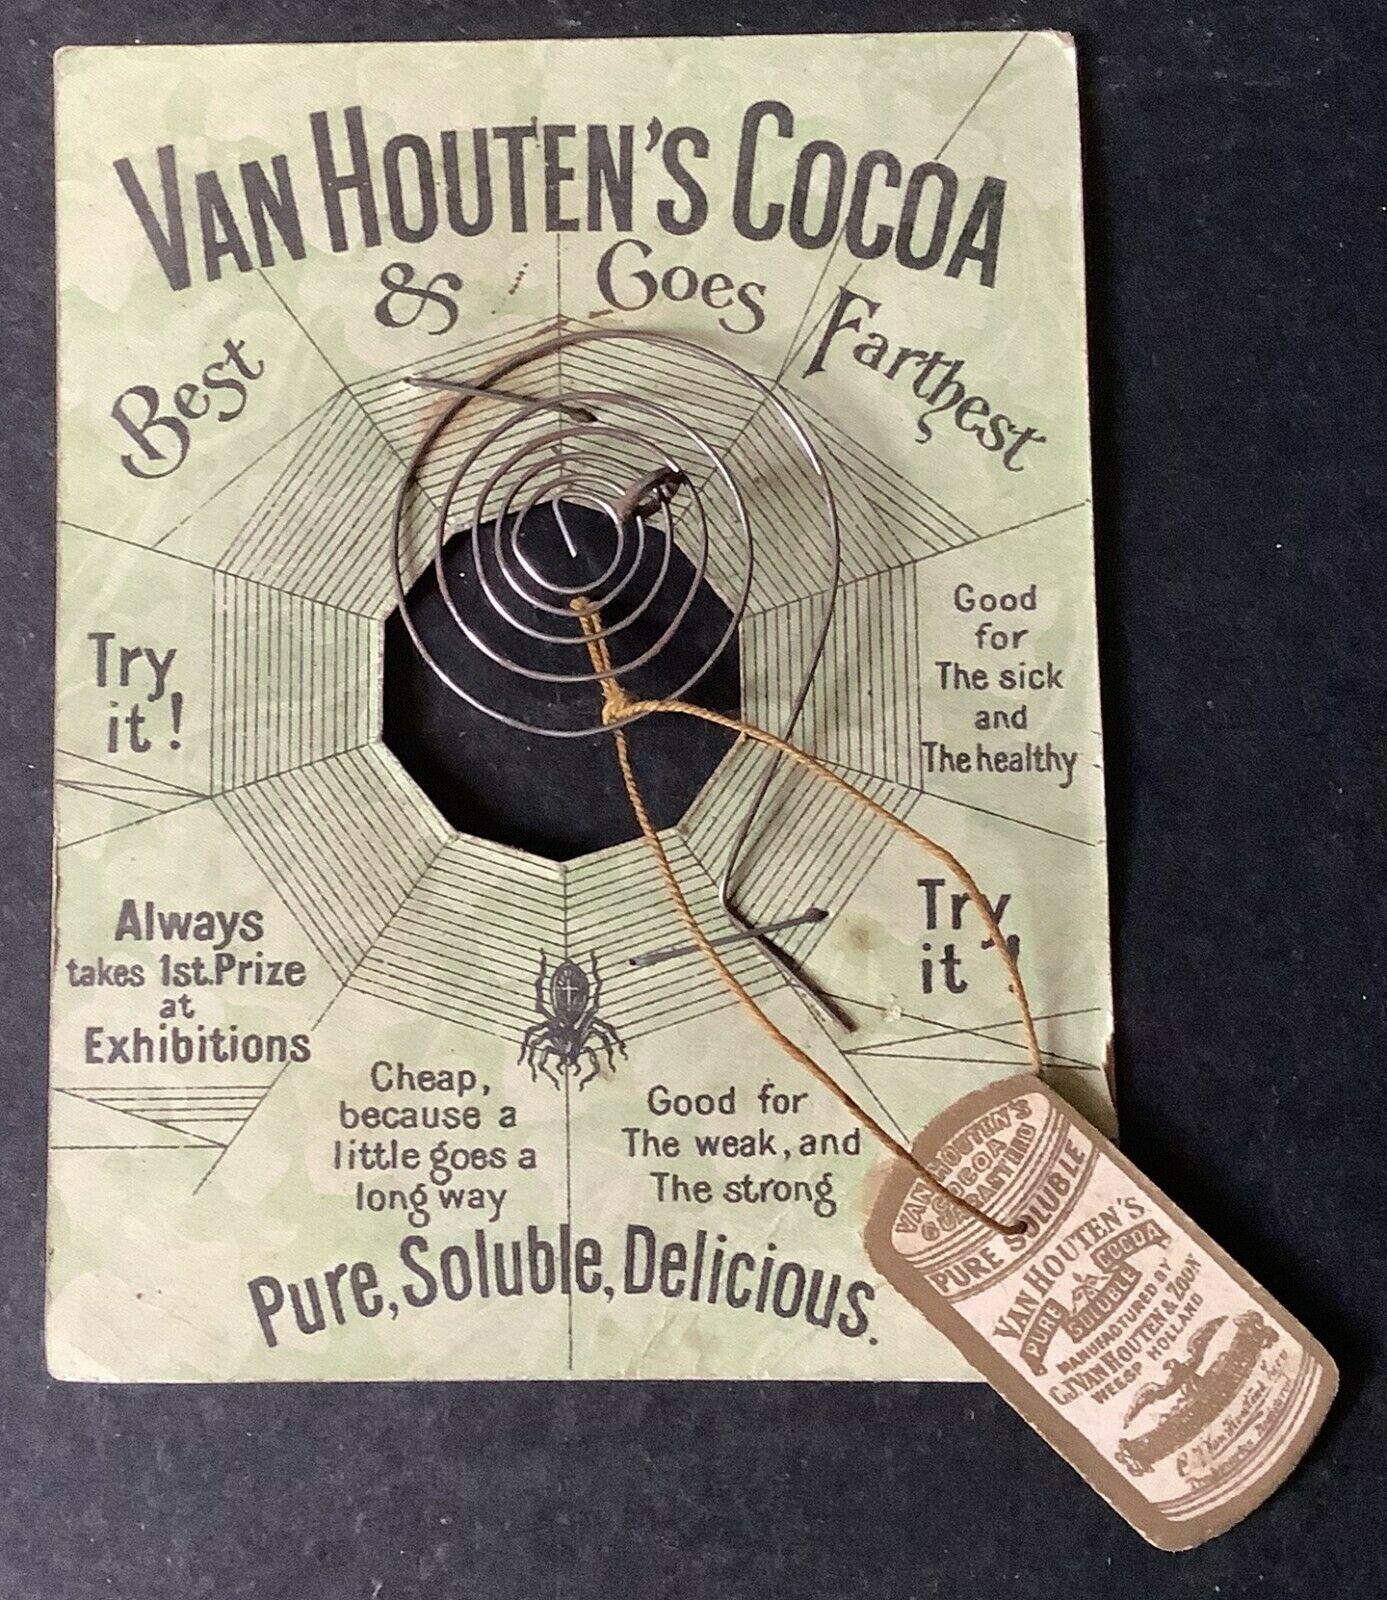 VAN HOUTEN'S COCOA
Best & Goes Farthest
Try
it!
Good
for
The sick
and
The healthy
Always
takes 1st. Prize
at
Exhibitions
Try
it!
Cheap,
because a
little goes a
long way
Good for
The weak, and
The strong
Pure, Soluble, Delicious.
VAN HOUTEN'S
COCOA
GUARANTEED
PURE SOLUBLE
VAN HOUTEN'S
PURE SOLUBLE COCOA
MANUFACTURED BY
C.J. VAN HOUTEN & ZOON
WEESP HOLLAND